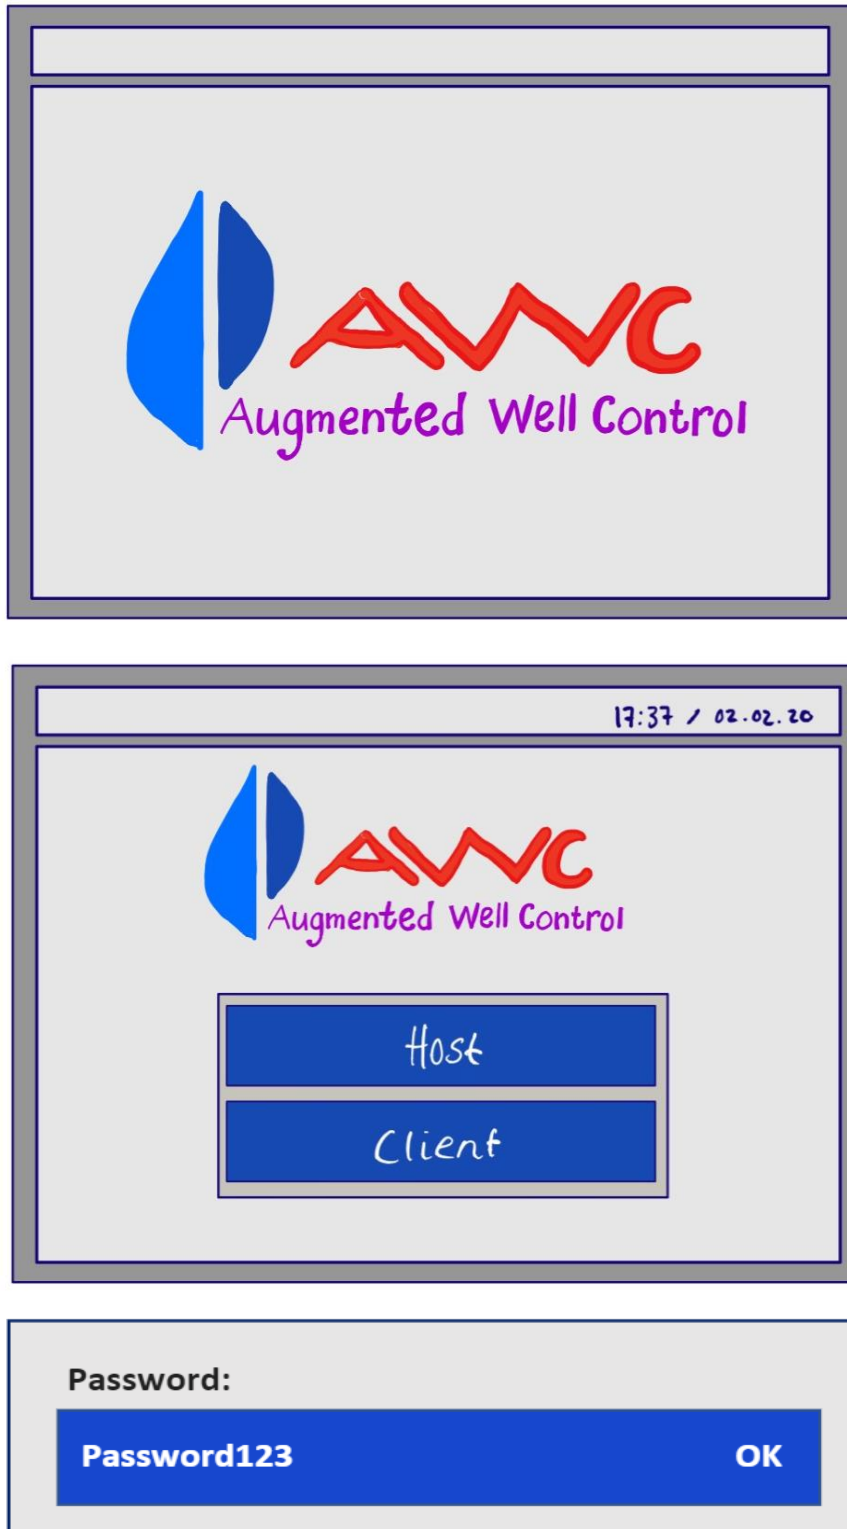 AWC
Augmented Well Control
17:37 / 02.02.20
AWC
Augmented Well Control
Host
Client
Password:
Password123 OK